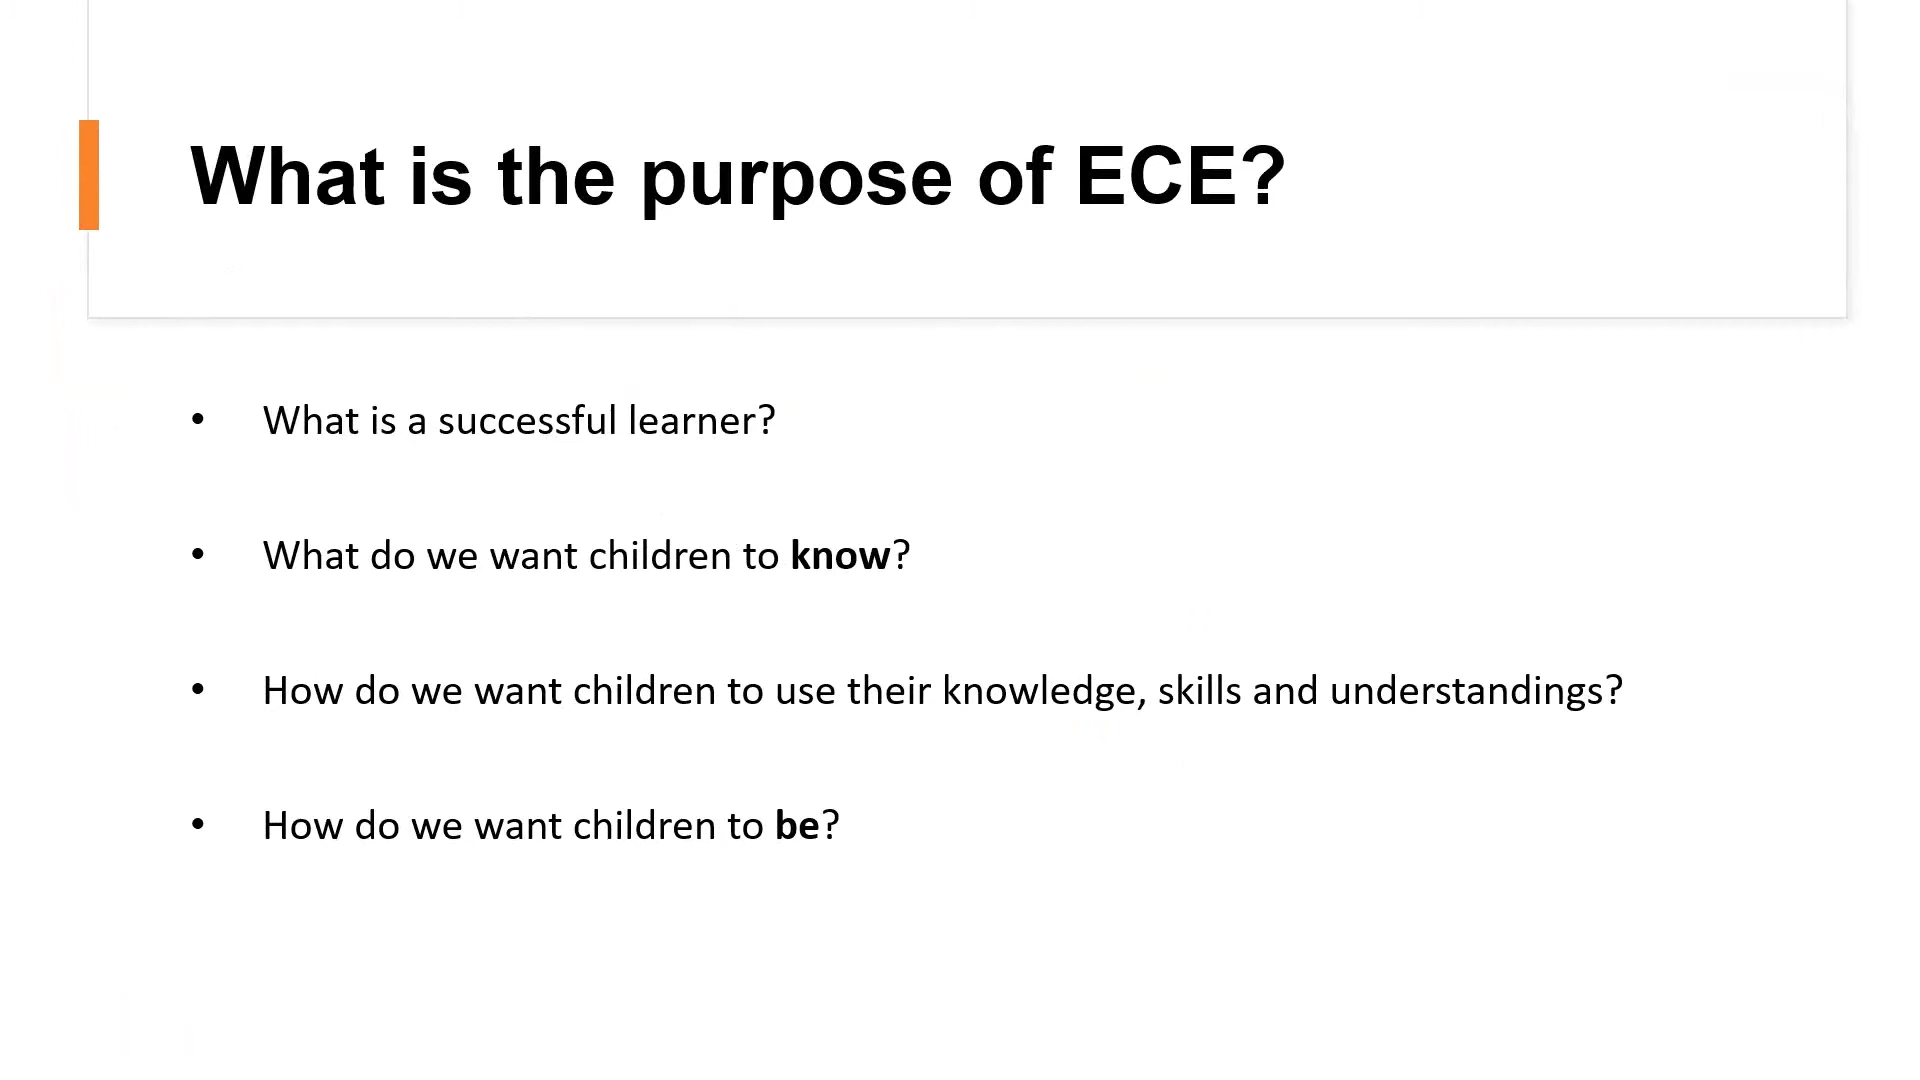 What is the purpose of ECE?
• What is a successful learner?
• What do we want children to know?
• How do we want children to use their knowledge, skills and understandings?
• How do we want children to be?